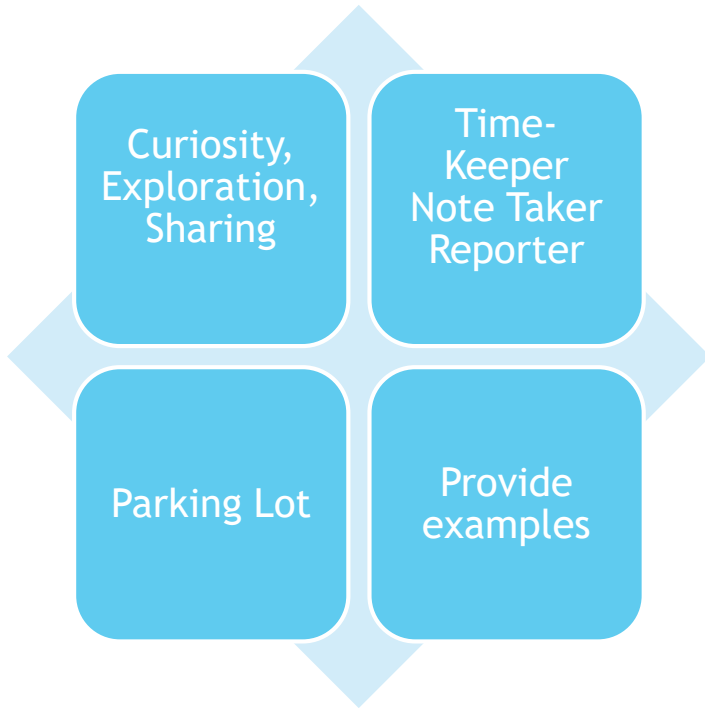 Curiosity,
Exploration,
Sharing
Time-
Keeper
Note Taker
Reporter
Parking Lot
Provide
examples